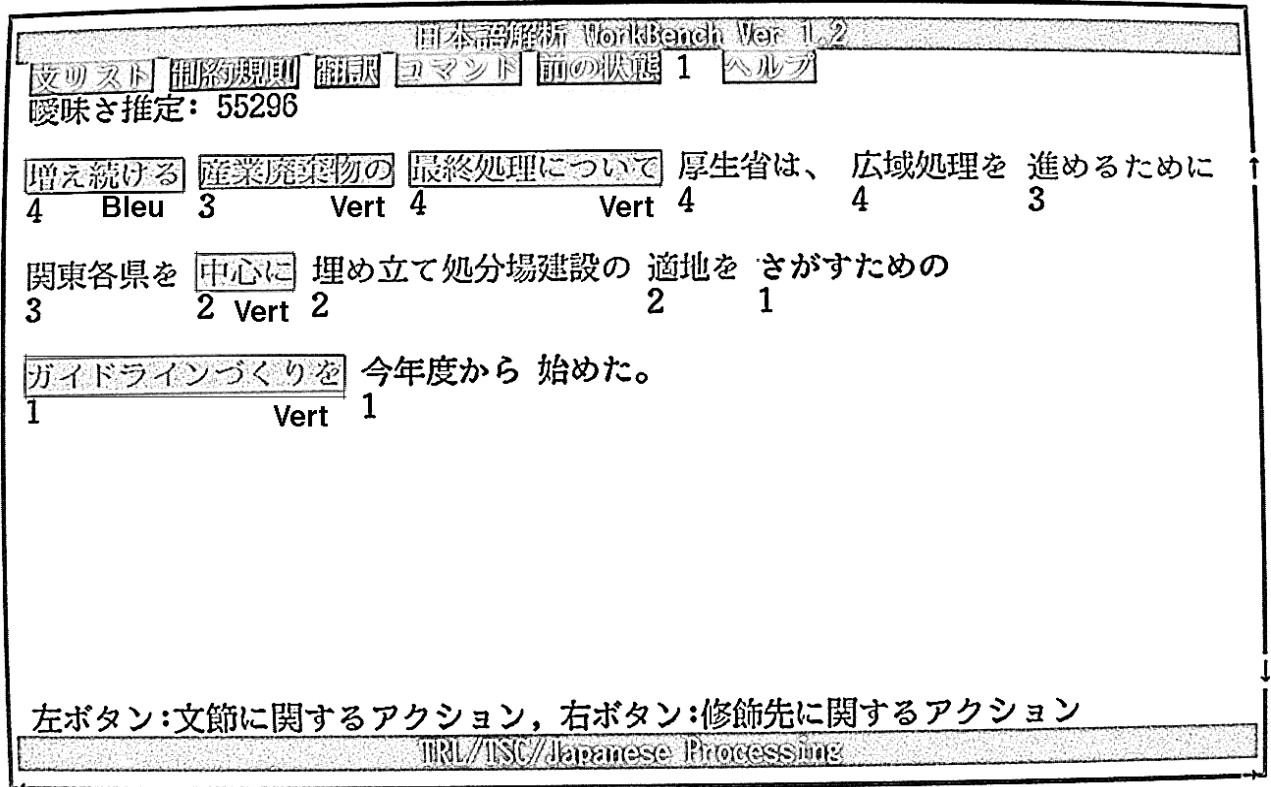 日本語解析 WorkBench Ver 1.2
文リスト 制約規則 翻訳 コマンド 前の状態 1 ヘルプ
曖昧さ推定: 55296
増え続ける 産業廃棄物の 最終処理について 厚生省は、 広域処理を 進めるために
4 Bleu 3 Vert 4 Vert 4 4 3
関東各県を 中心に 埋め立て処分場建設の 適地を さがすための
3 2 Vert 2 2 1
ガイドラインづくりを 今年度から 始めた。
1 Vert 1
左ボタン:文節に関するアクション, 右ボタン:修飾先に関するアクション
TRL/TSC/Japanese Processing